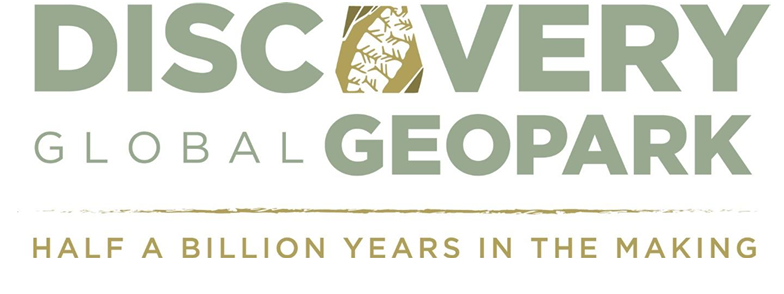 DISCOVERY
GLOBAL GEOPARK
HALF A BILLION YEARS IN THE MAKING